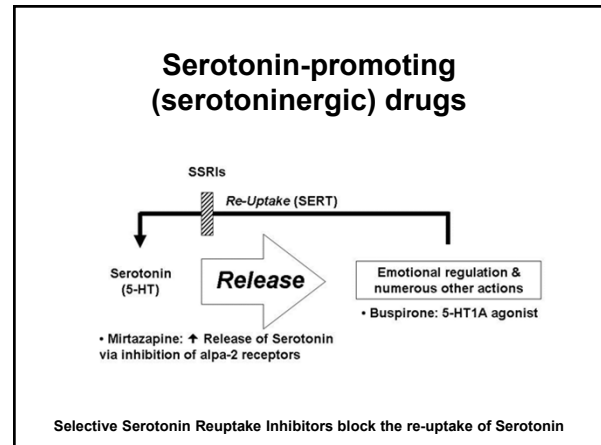 Serotonin-promoting
(serotoninergic) drugs
SSRIs
Re-Uptake (SERT)
Serotonin
(5-HT)
Release
Emotional regulation &
numerous other actions
• Buspirone: 5-HT1A agonist
• Mirtazapine: ↑ Release of Serotonin
via inhibition of alpa-2 receptors
Selective Serotonin Reuptake Inhibitors block the re-uptake of Serotonin